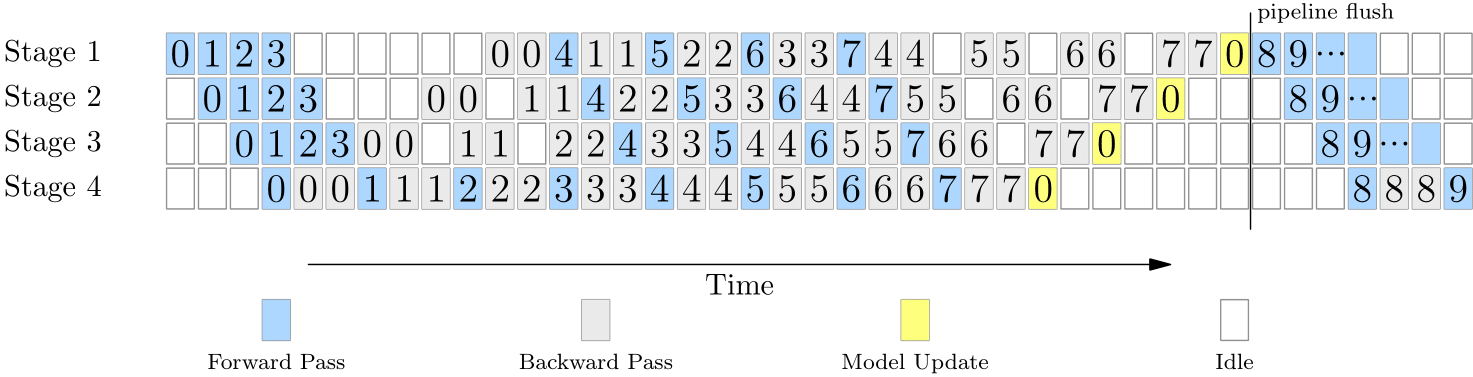 pipeline flush
Stage 1 0 1 2 3 0 0 4 1 1 5 2 2 6 3 3 7 4 4 5 5 6 6 7 7 0 8 9 ...
Stage 2 0 1 2 3 0 0 1 1 4 2 2 5 3 3 6 4 4 7 5 5 6 6 7 7 0 8 9 ...
Stage 3 0 1 2 3 0 0 1 1 2 2 4 3 3 5 4 4 6 5 5 7 6 6 7 7 0 8 9 ...
Stage 4 0 0 0 1 1 1 2 2 2 3 3 3 4 4 4 5 5 5 6 6 6 7 7 7 0 8 8 8 9
Time
Forward Pass Backward Pass Model Update Idle